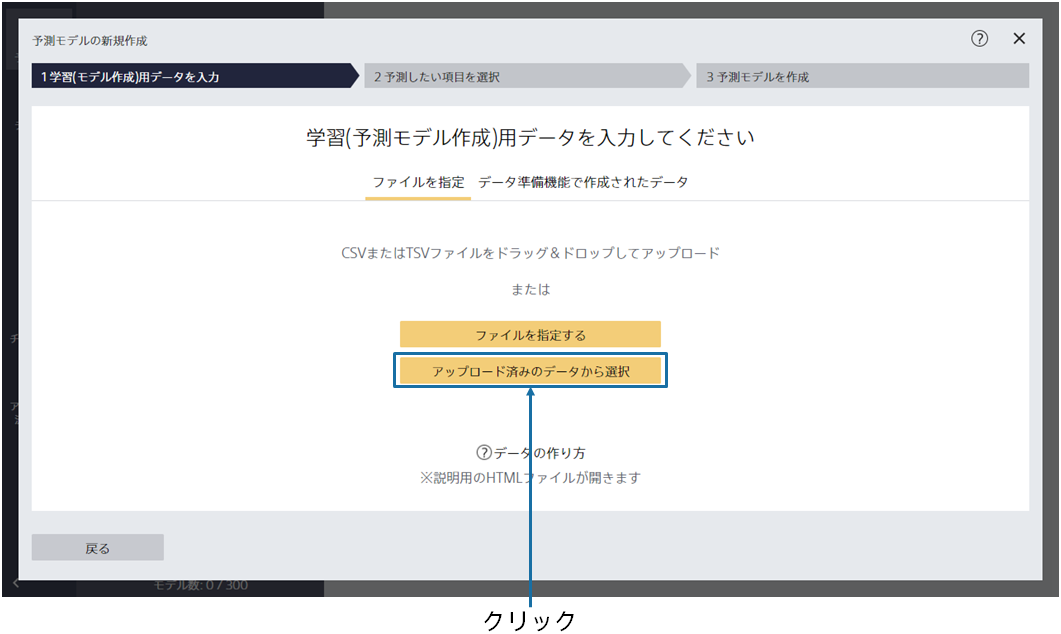 予測モデルの新規作成
1 学習(モデル作成)用データを入力
2 予測したい項目を選択
3 予測モデルを作成
学習(予測モデル作成)用データを入力してください
ファイルを指定
データ準備機能で作成されたデータ
CSVまたはTSVファイルをドラッグ＆ドロップしてアップロード
または
ファイルを指定する
アップロード済みのデータから選択
?データの作り方
※説明用のHTMLファイルが開きます
戻る
モデル数: 0 / 300
クリック